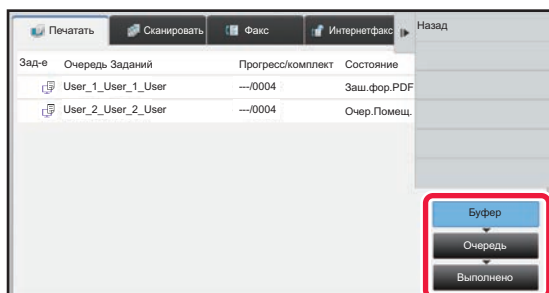 Печатать Сканировать Факс Интернетфакс Назад
Зад-е Очередь Заданий Прогресс/комплект Состояние
User_1_User_1_User ---/0004 Заш.фор.PDF
User_2_User_2_User ---/0004 Очер.Помещ.
Буфер
Очередь
Выполнено